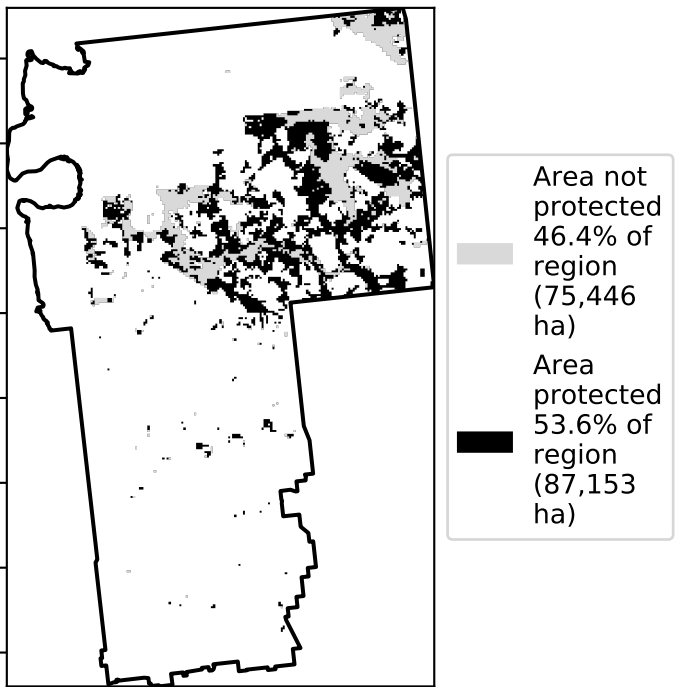 Area not
protected
46.4% of
region
(75,446
ha)
Area
protected
53.6% of
region
(87,153
ha)